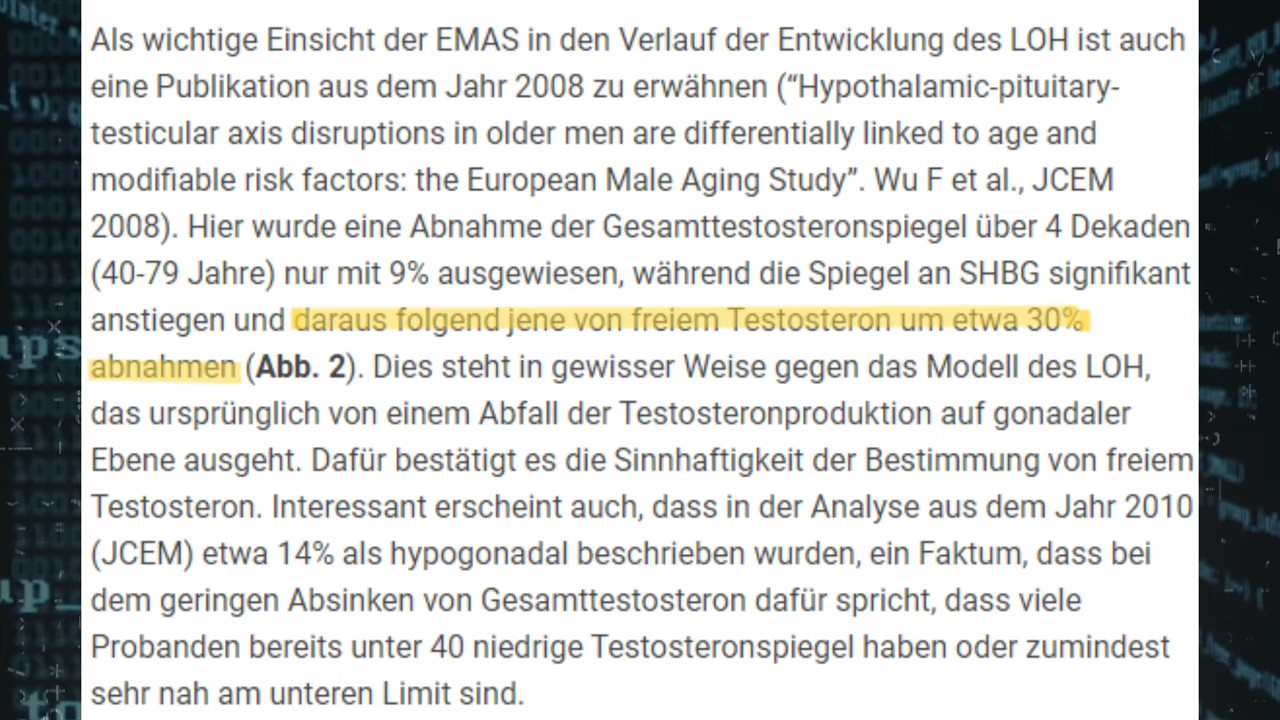 Als wichtige Einsicht der EMAS in den Verlauf der Entwicklung des LOH ist auch
eine Publikation aus dem Jahr 2008 zu erwähnen (“Hypothalamic-pituitary-
testicular axis disruptions in older men are differentially linked to age and
modifiable risk factors: the European Male Aging Study”. Wu F et al., JCEM
2008). Hier wurde eine Abnahme der Gesamttestosteronspiegel über 4 Dekaden
(40-79 Jahre) nur mit 9% ausgewiesen, während die Spiegel an SHBG signifikant
anstiegen und daraus folgend jene von freiem Testosteron um etwa 30%
abnahmen (Abb. 2). Dies steht in gewisser Weise gegen das Modell des LOH,
das ursprünglich von einem Abfall der Testosteronproduktion auf gonadaler
Ebene ausgeht. Dafür bestätigt es die Sinnhaftigkeit der Bestimmung von freiem
Testosteron. Interessant erscheint auch, dass in der Analyse aus dem Jahr 2010
(JCEM) etwa 14% als hypogonadal beschrieben wurden, ein Faktum, dass bei
dem geringen Absinken von Gesamttestosteron dafür spricht, dass viele
Probanden bereits unter 40 niedrige Testosteronspiegel haben oder zumindest
sehr nah am unteren Limit sind.